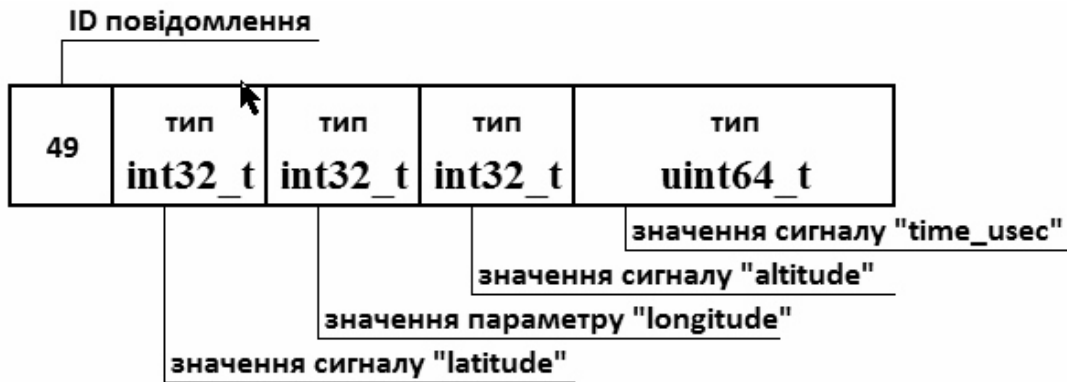 ID повідомлення
49
тип
int32_t
тип
int32_t
тип
int32_t
тип
uint64_t
значення сигналу "time_usec"
значення сигналу "altitude"
значення параметру "longitude"
значення сигналу "latitude"